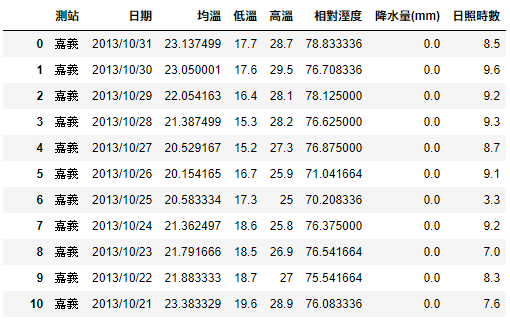 測站 日期 均溫 低溫 高溫 相對溼度 降水量(mm) 日照時數
0 嘉義 2013/10/31 23.137499 17.7 28.7 78.833336 0.0 8.5
1 嘉義 2013/10/30 23.050001 17.6 29.5 76.708336 0.0 9.6
2 嘉義 2013/10/29 22.054163 16.4 28.1 78.125000 0.0 9.2
3 嘉義 2013/10/28 21.387499 15.3 28.2 76.625000 0.0 9.3
4 嘉義 2013/10/27 20.529167 15.2 27.3 76.875000 0.0 8.7
5 嘉義 2013/10/26 20.154165 16.7 25.9 71.041664 0.0 9.1
6 嘉義 2013/10/25 20.583334 17.3 25 70.208336 0.0 3.3
7 嘉義 2013/10/24 21.362497 18.6 25.8 76.375000 0.0 9.2
8 嘉義 2013/10/23 21.791666 18.5 26.9 76.541664 0.0 7.0
9 嘉義 2013/10/22 21.883333 18.7 27 75.541664 0.0 8.3
10 嘉義 2013/10/21 23.383329 19.6 28.9 76.083336 0.0 7.6